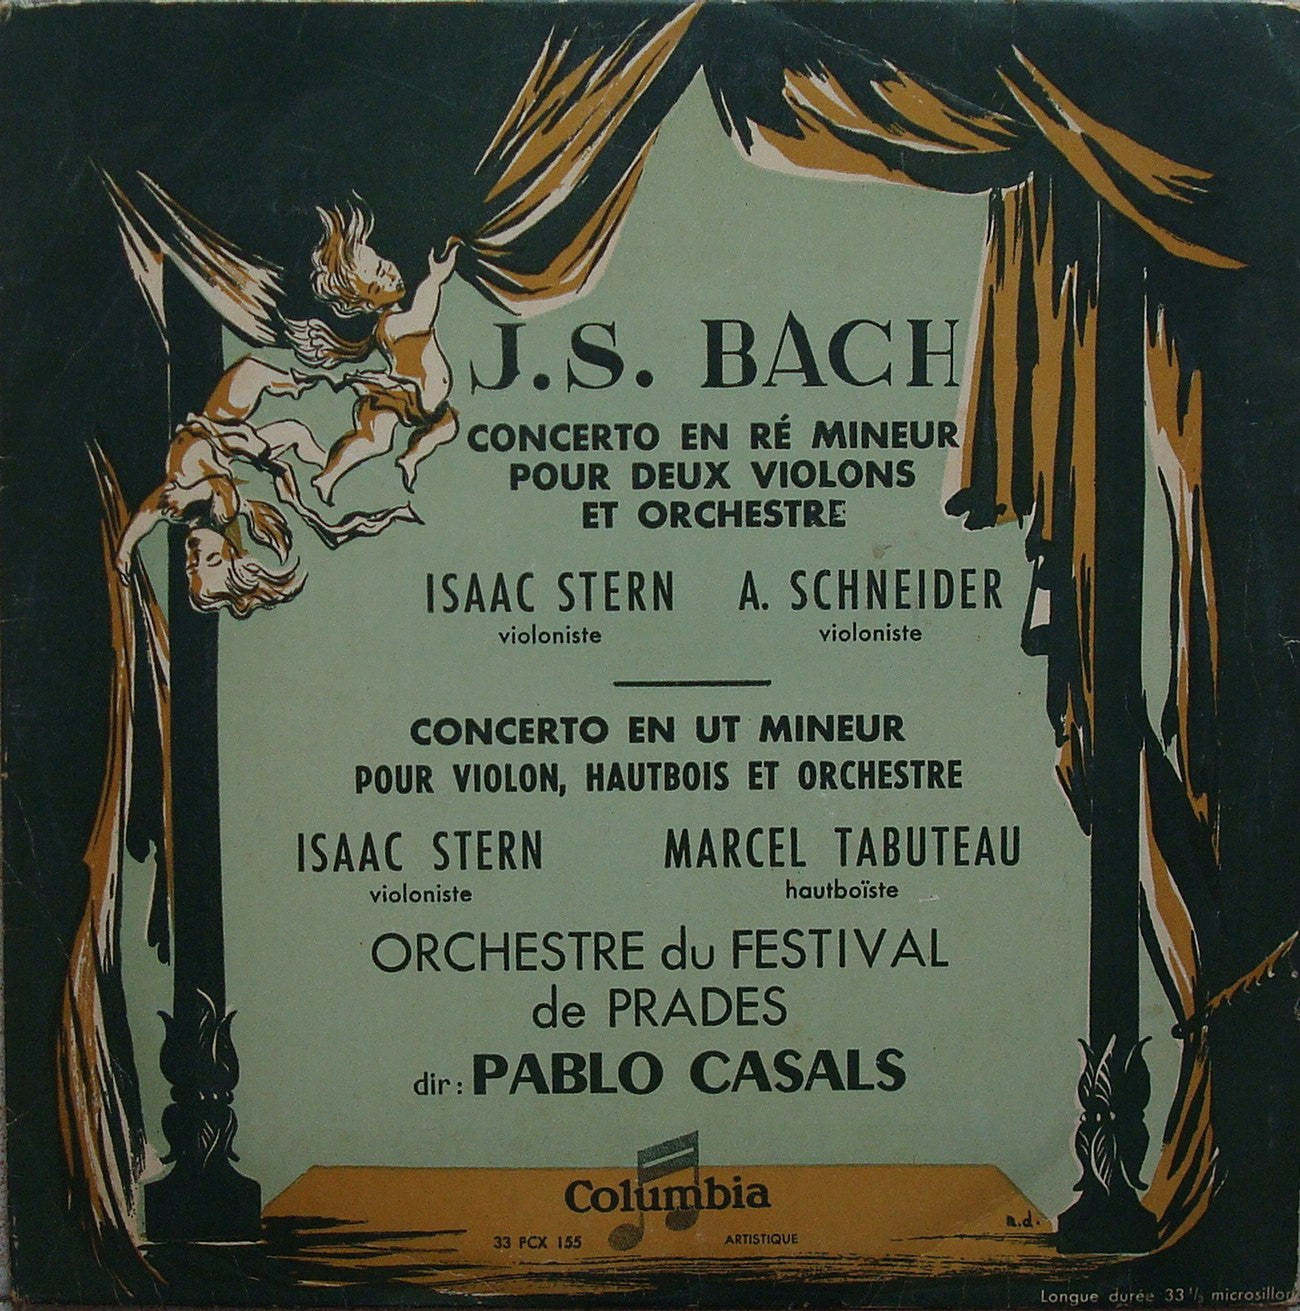 J.S. BACH
CONCERTO EN RÉ MINEUR
POUR DEUX VIOLONS
ET ORCHESTRE
ISAAC STERN A. SCHNEIDER
violoniste violoniste
CONCERTO EN UT MINEUR
POUR VIOLON, HAUTBOIS ET ORCHESTRE
ISAAC STERN MARCEL TABUTEAU
violoniste hautboïste
ORCHESTRE du FESTIVAL
de PRADES
dir: PABLO CASALS
Columbia
33 FCX 155 ARTISTIQUE
n.d.
Longue durée 33 1/3 microsillon